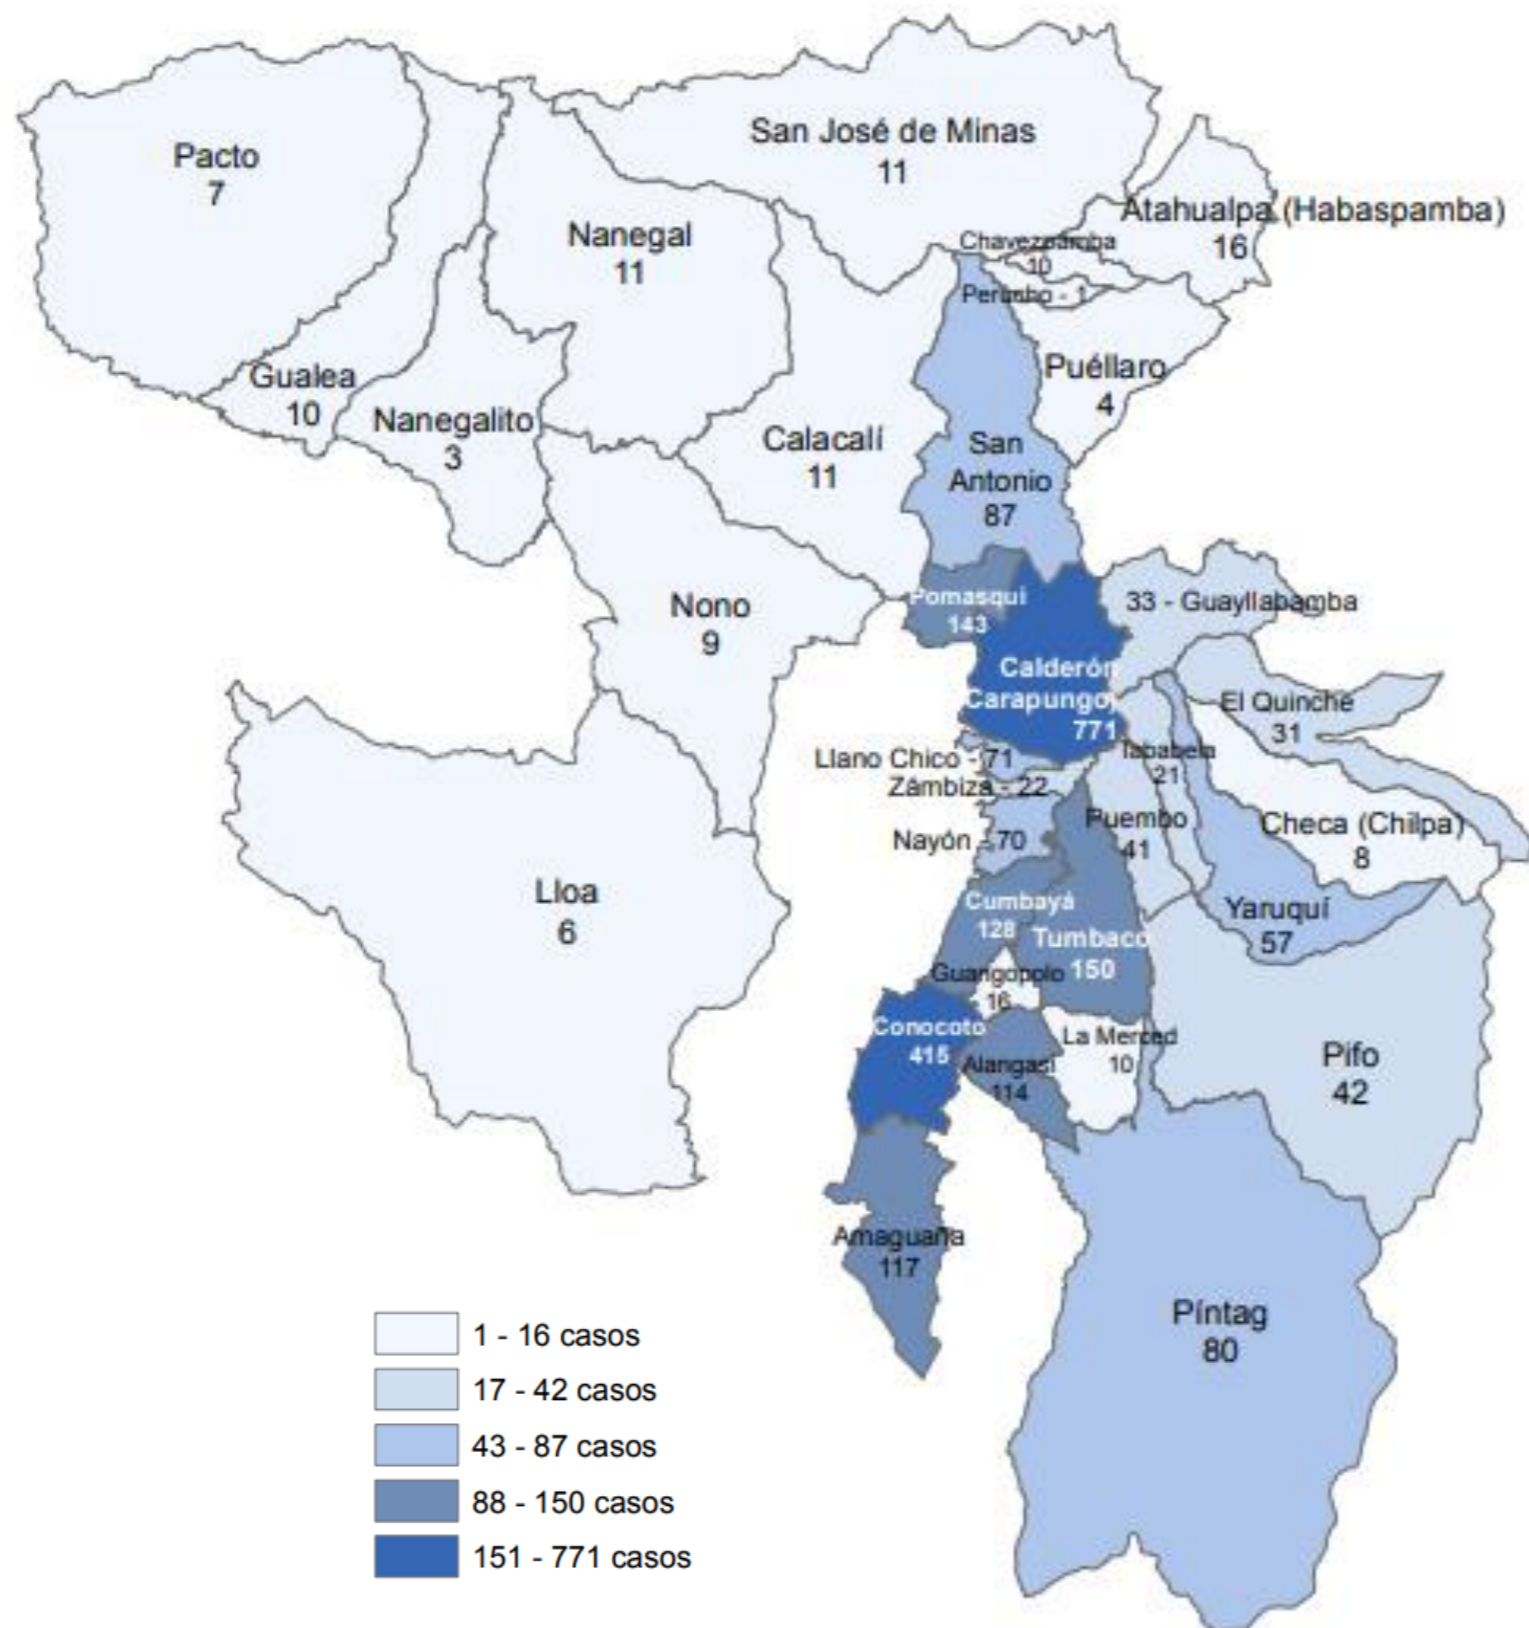 San José de Minas
11
Pacto
7
Atahualpa (Habaspamba)
16
Nanegal
11
Chavezpamba
10
Perucho - 1
Puéllaro
4
Gualea
10
Nanegalito
3
Calacalí
11
San
Antonio
87
Nono
9
Pomasqui
143
33 - Guayllabamba
Calderón
Carapungo)
771
El Quinche
31
Tababela
21
Llano Chico - 71
Zámbiza - 22
Puembo
41
Checa (Chilpa)
8
Nayón - 70
Lloa
6
Cumbayá
128
Yaruquí
57
Tumbaco
150
Guangopolo
16
Conocoto
415
La Merced
10
Alangasí
114
Pifo
42
Amaguaña
117
Píntag
80
1 - 16 casos
17 - 42 casos
43 - 87 casos
88 - 150 casos
151 - 771 casos